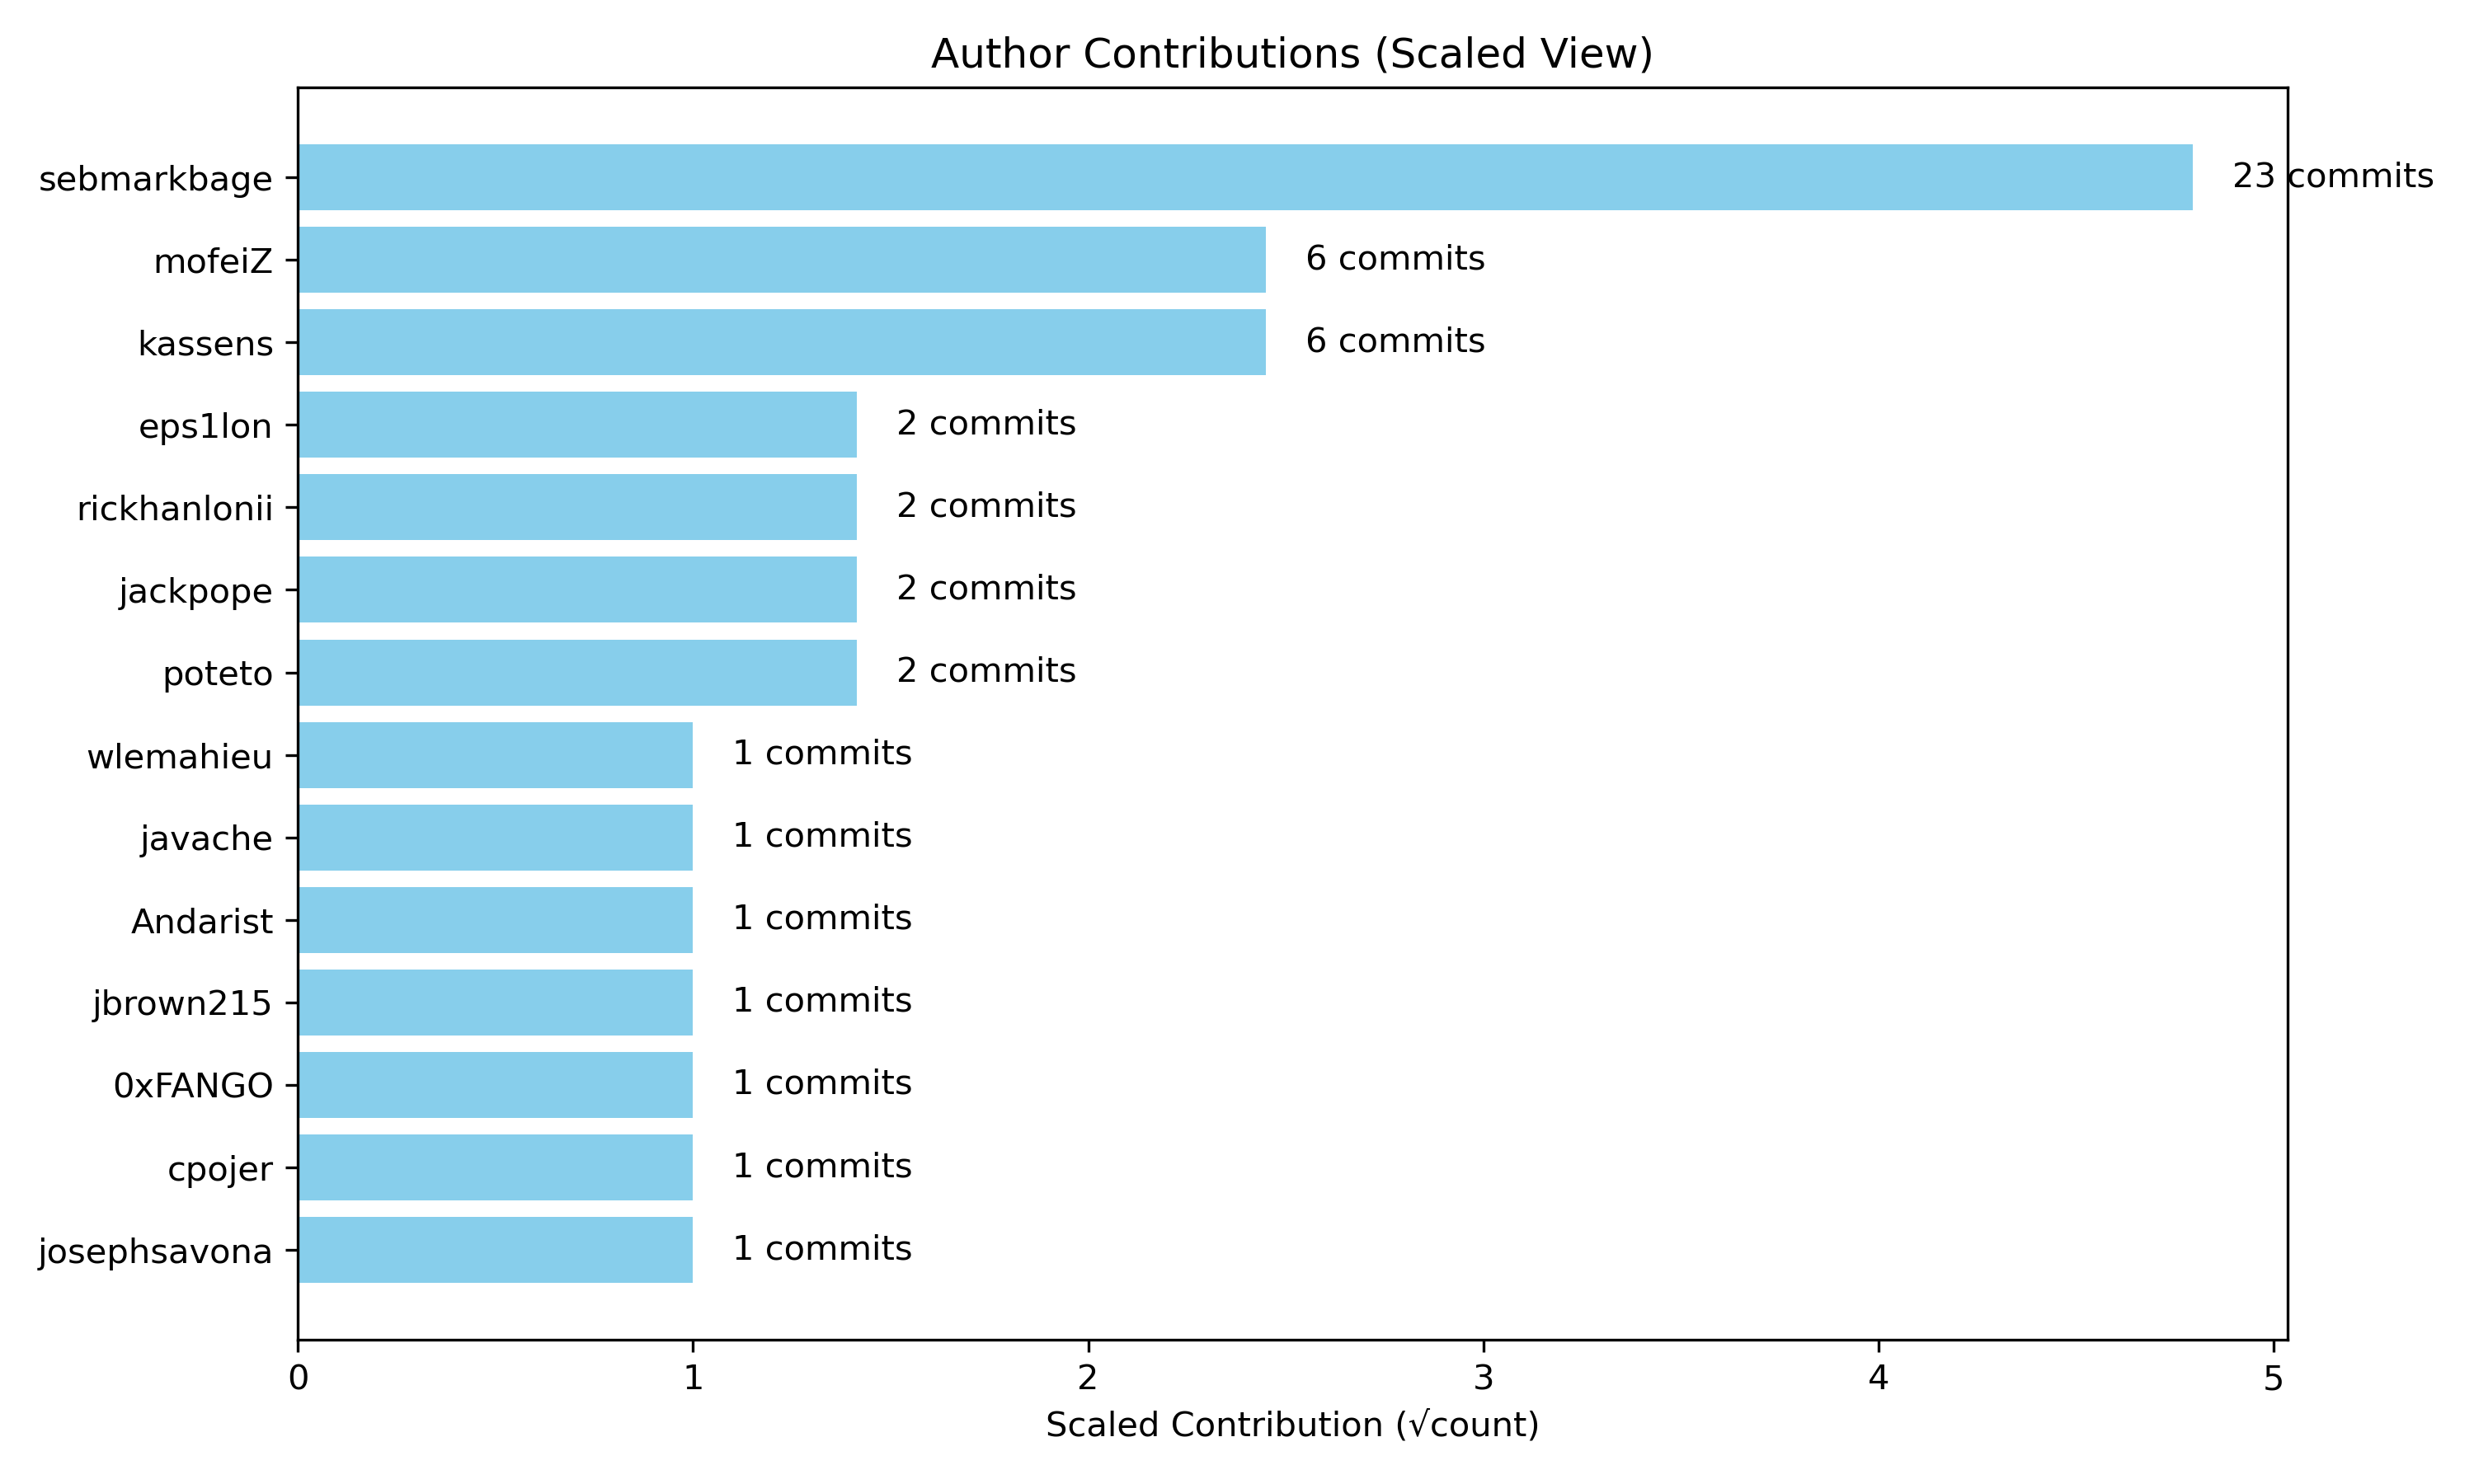 Author Contributions (Scaled View)
sebmarkbage 23 commits
mofeiZ 6 commits
kassens 6 commits
eps1lon 2 commits
rickhanlonii 2 commits
jackpope 2 commits
poteto 2 commits
wlemahieu 1 commits
javache 1 commits
Andarist 1 commits
jbrown215 1 commits
0xFANGO 1 commits
cpojer 1 commits
josephsavona 1 commits
0 1 2 3 4 5
Scaled Contribution (√count)